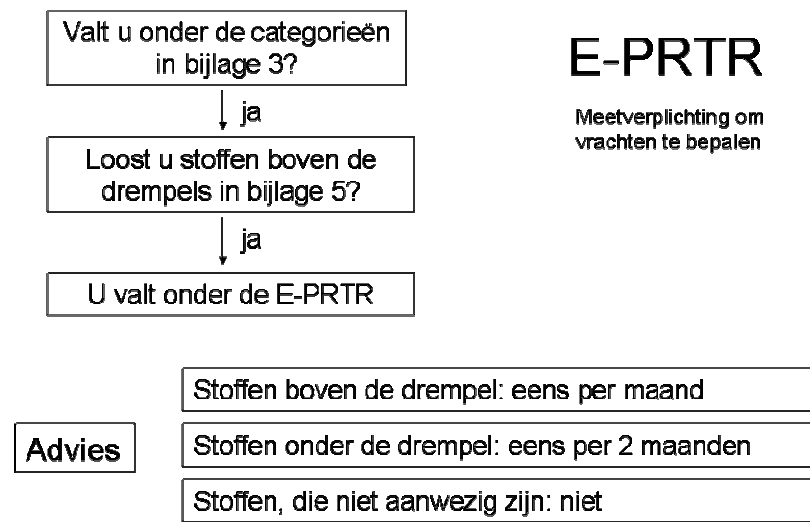 Valt u onder de categorieën
in bijlage 3?
E-PRTR
Meetverplichting om
vrachten te bepalen
ja
Loost u stoffen boven de
drempels in bijlage 5?
ja
U valt onder de E-PRTR
Advies
Stoffen boven de drempel: eens per maand
Stoffen onder de drempel: eens per 2 maanden
Stoffen, die niet aanwezig zijn: niet